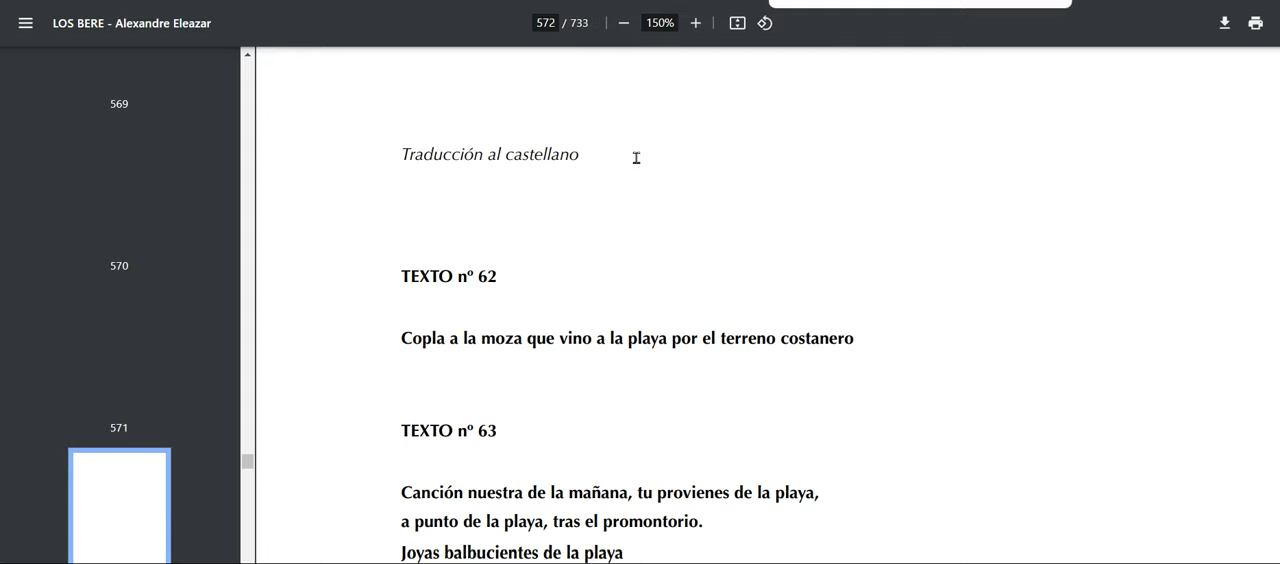 LOS BERE - Alexandre Eleazar
572 / 733
150%
569
570
571
Traducción al castellano
TEXTO nº 62
Copla a la moza que vino a la playa por el terreno costanero
TEXTO nº 63
Canción nuestra de la mañana, tu provienes de la playa,
a punto de la playa, tras el promontorio.
Joyas balbucientes de la playa